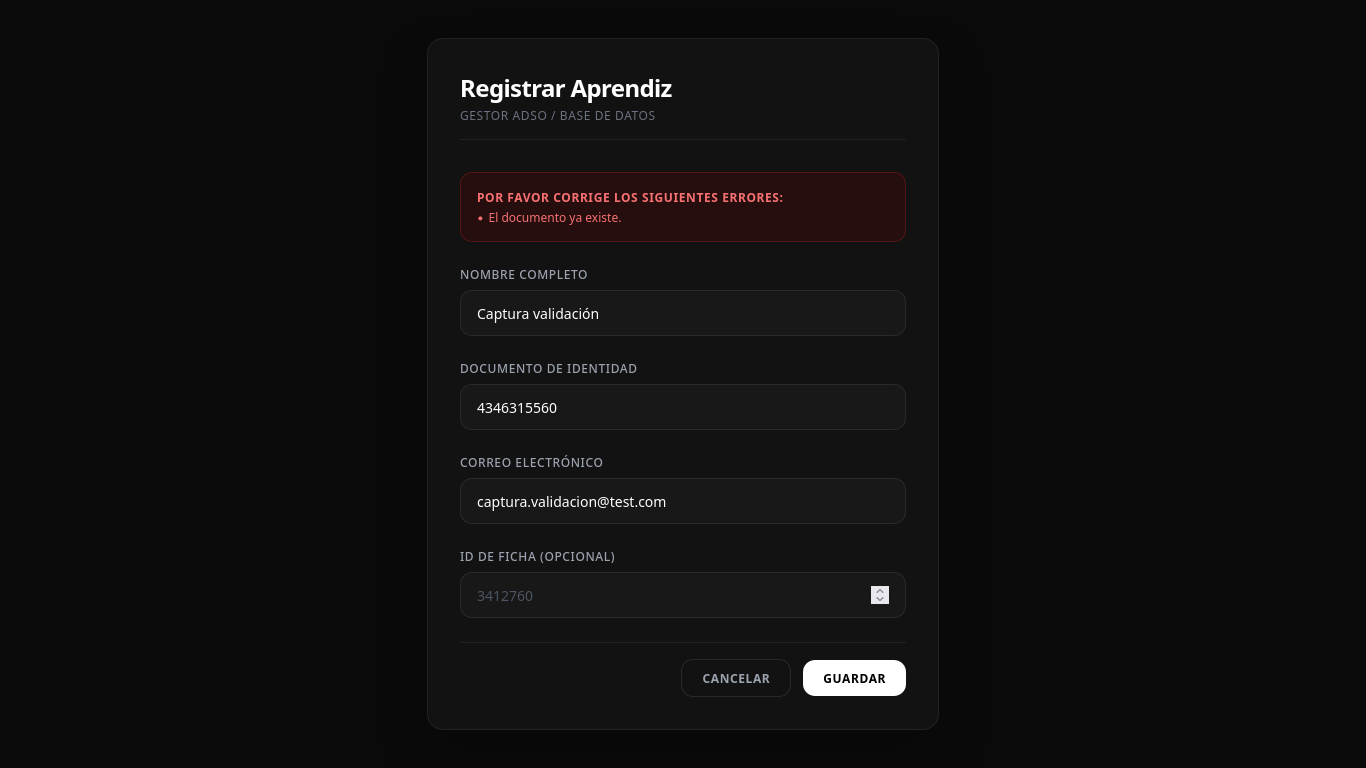 Registrar Aprendiz
GESTOR ADSO / BASE DE DATOS
POR FAVOR CORRIGE LOS SIGUIENTES ERRORES:
• El documento ya existe.
NOMBRE COMPLETO
Captura validación
DOCUMENTO DE IDENTIDAD
4346315560
CORREO ELECTRÓNICO
captura.validacion@test.com
ID DE FICHA (OPCIONAL)
3412760
CANCELAR GUARDAR